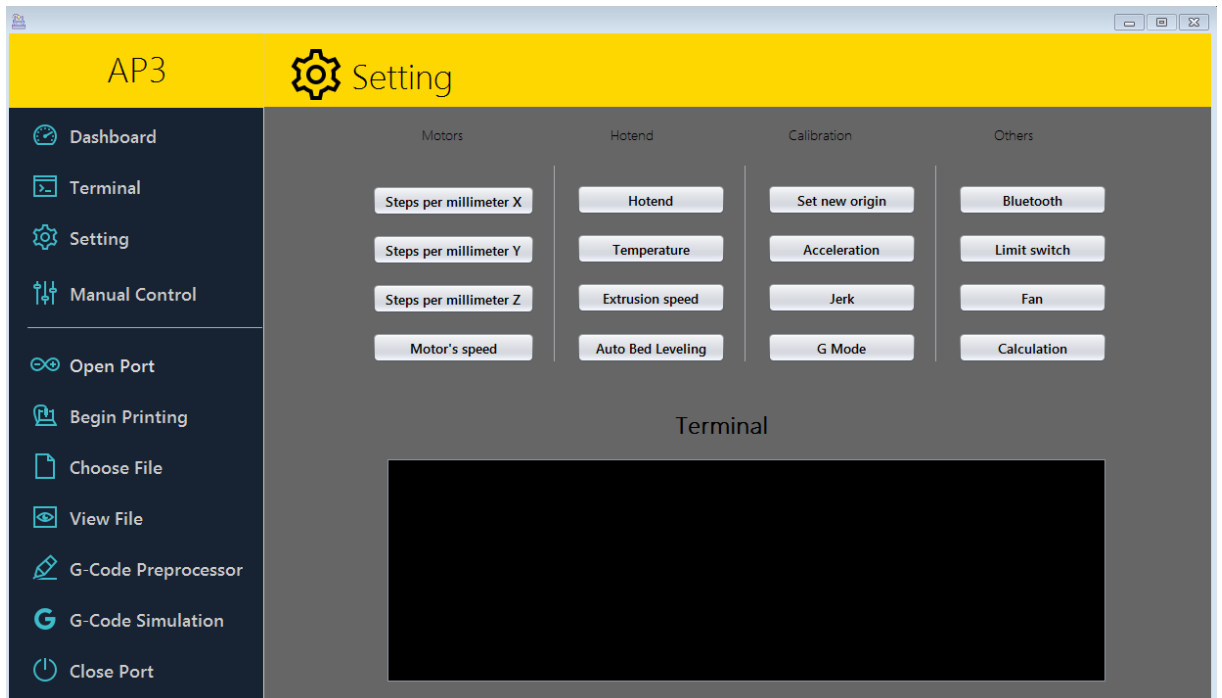 AP3
Setting
Dashboard
Terminal
Setting
Manual Control
Open Port
Begin Printing
Choose File
View File
G-Code Preprocessor
G-Code Simulation
Close Port
Motors
Hotend
Calibration
Others
Steps per millimeter X
Hotend
Set new origin
Bluetooth
Steps per millimeter Y
Temperature
Acceleration
Limit switch
Steps per millimeter Z
Extrusion speed
Jerk
Fan
Motor's speed
Auto Bed Leveling
G Mode
Calculation
Terminal